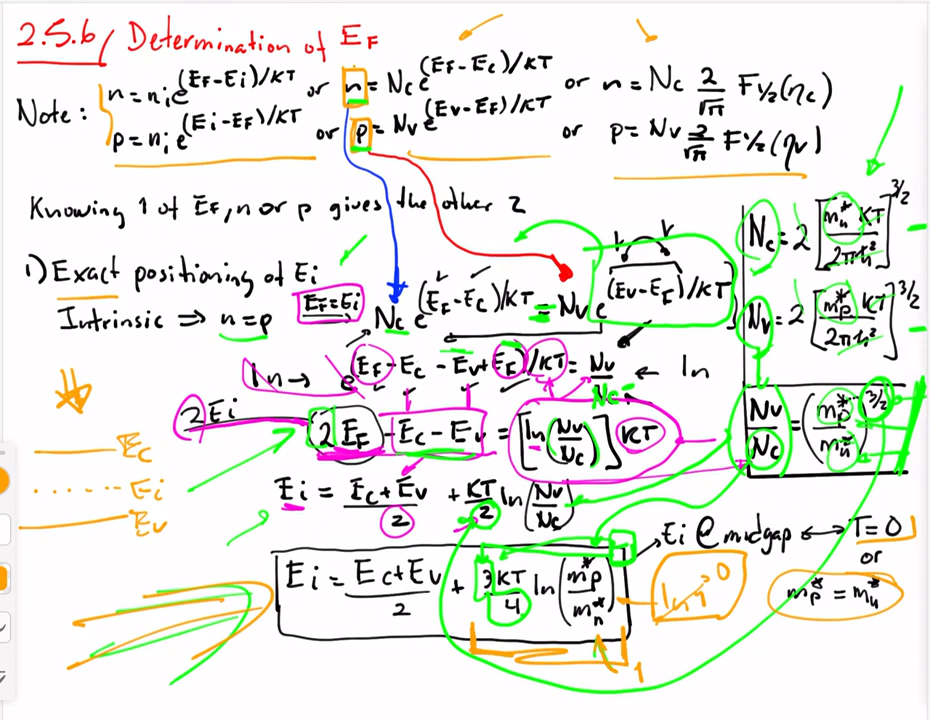 2.5.6/ Determination of EF
Note: n = nᵢe^(EF-Ei)/KT or n = Nc e^(EF-Ec)/KT or n = Nc 2/√π F½(ηc)
p = nᵢe^(Ei-EF)/KT or p = Nv e^(Ev-EF)/KT or p = Nv 2/√π F½(ηv)
Knowing 1 of EF, n or p gives the other 2
Nc = 2 [mn* KT / 2πℏ²]^3/2
1) Exact positioning of Ei
Intrinsic ⇒ n = p EF=Ei Nc e^(EF-Ec)/KT = Nv e^(Ev-EF)/KT
Nv = 2 [mp* KT / 2πℏ²]^3/2
ln → e^(EF-Ec-Ev+EF)/KT = Nv/Nc ← ln
2Ei (2EF) -Ec-Ev = [ln(Nv/Nc)] KT
Nv/Nc = (mp*/mn*)^3/2
Ec
Ei
Ev
Ei = Ec+Ev/2 + KT/2 ln(Nv/Nc)
Ei @ midgap ↔ T=0
or
mp* = mn*
Ei = Ec+Ev/2 + 3KT/4 ln(mp*/mn*)
ln 1 → 0
1